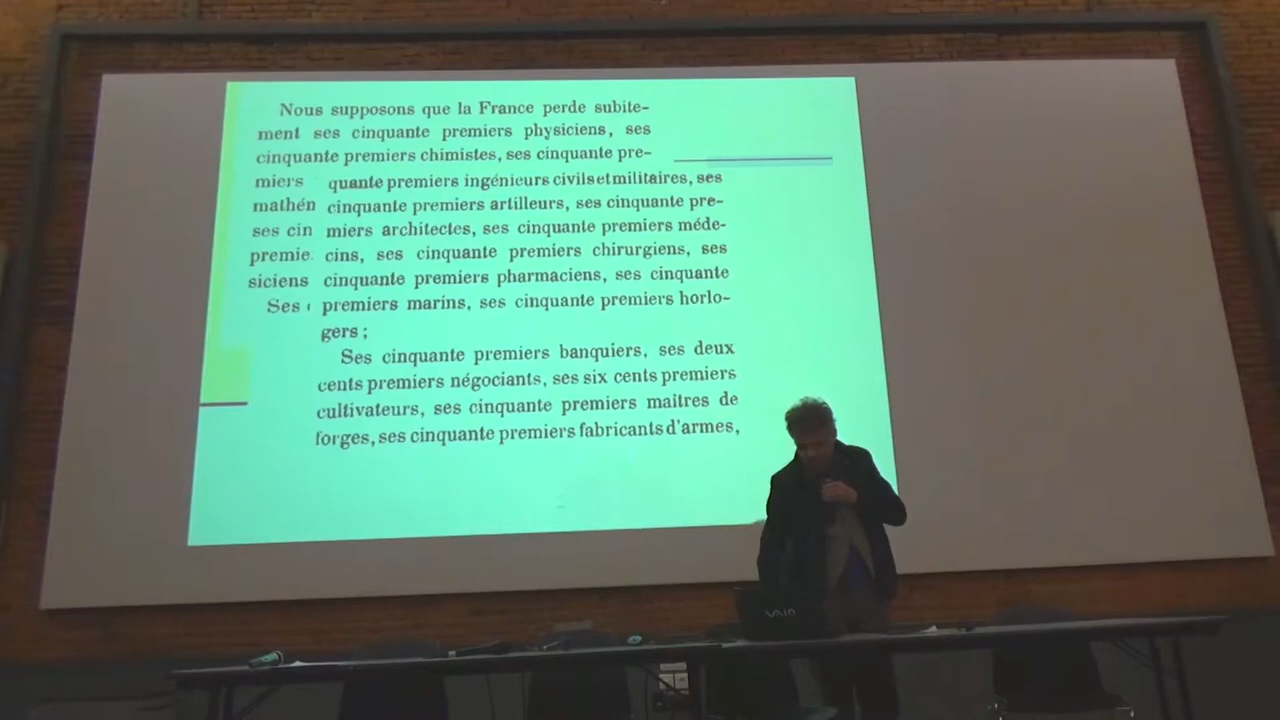 Nous supposons que la France perde subite-
ment ses cinquante premiers physiciens, ses
cinquante premiers chimistes, ses cinquante pre-
miers
mathén
ses cin
premie
siciens
Ses
quante premiers ingénieurs civils et militaires, ses
cinquante premiers artilleurs, ses cinquante pre-
miers architectes, ses cinquante premiers méde-
cins, ses cinquante premiers chirurgiens, ses
cinquante premiers pharmaciens, ses cinquante
premiers marins, ses cinquante premiers horlo-
gers ;
Ses cinquante premiers banquiers, ses deux
cents premiers négociants, ses six cents premiers
cultivateurs, ses cinquante premiers maîtres de
forges, ses cinquante premiers fabricants d'armes,
VAIO